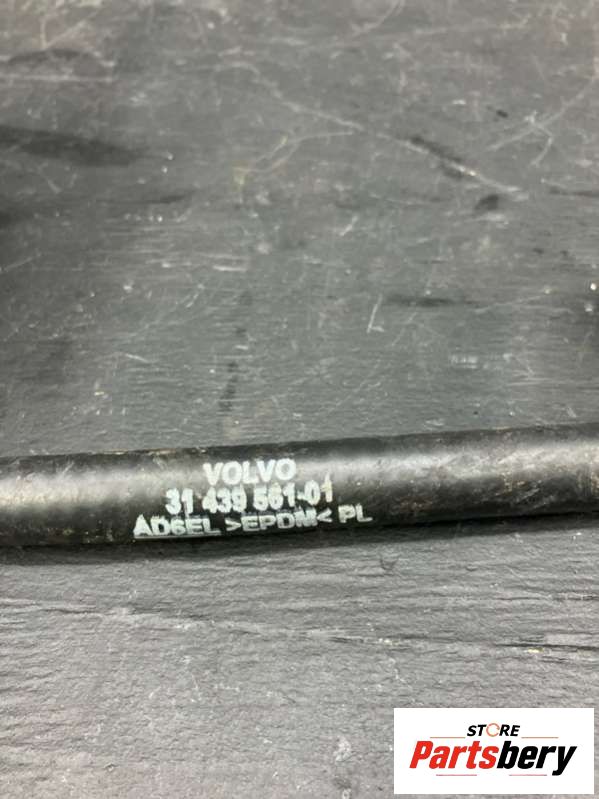 VOLVO
31 439 561-01
AD6EL >EPDM< PL
STORE
Partsbery